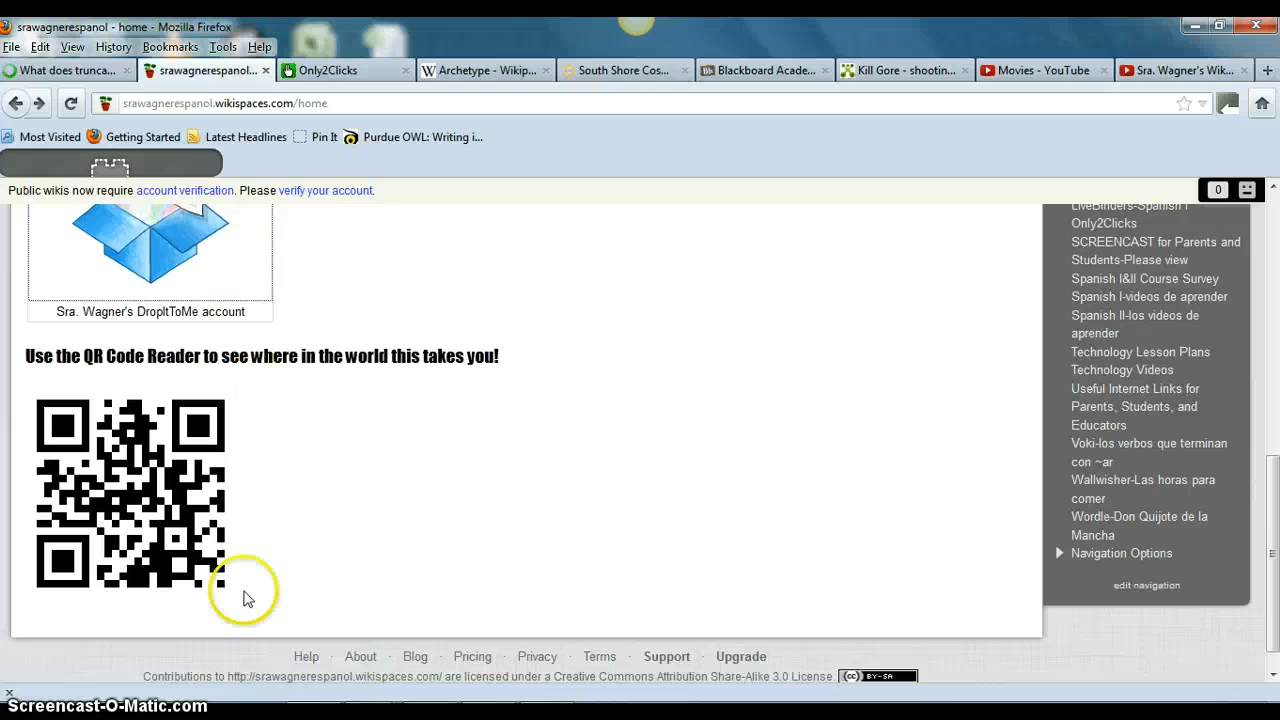 srawagnerespanol - home - Mozilla Firefox
File Edit View History Bookmarks Tools Help
What does trunca... srawagnerespanol... Only2Clicks Archetype - Wikip... South Shore Cos... Blackboard Acade... Kill Gore - shootin... Movies - YouTube Sra. Wagner's Wik...
srawagnerespanol.wikispaces.com/home
Most Visited Getting Started Latest Headlines Pin It Purdue OWL: Writing i...
Public wikis now require account verification. Please verify your account.
0
Sra. Wagner's DropItToMe account
Use the QR Code Reader to see where in the world this takes you!
LiveBinders-Spanish I
Only2Clicks
SCREENCAST for Parents and
Students-Please view
Spanish I&II Course Survey
Spanish I-videos de aprender
Spanish II-los videos de
aprender
Technology Lesson Plans
Technology Videos
Useful Internet Links for
Parents, Students, and
Educators
Voki-los verbos que terminan
con ~ar
Wallwisher-Las horas para
comer
Wordle-Don Quijote de la
Mancha
Navigation Options
edit navigation
Help · About · Blog · Pricing · Privacy · Terms · Support · Upgrade
Contributions to http://srawagnerespanol.wikispaces.com/ are licensed under a Creative Commons Attribution Share-Alike 3.0 License. (cc) BY-SA
Screencast-O-Matic.com